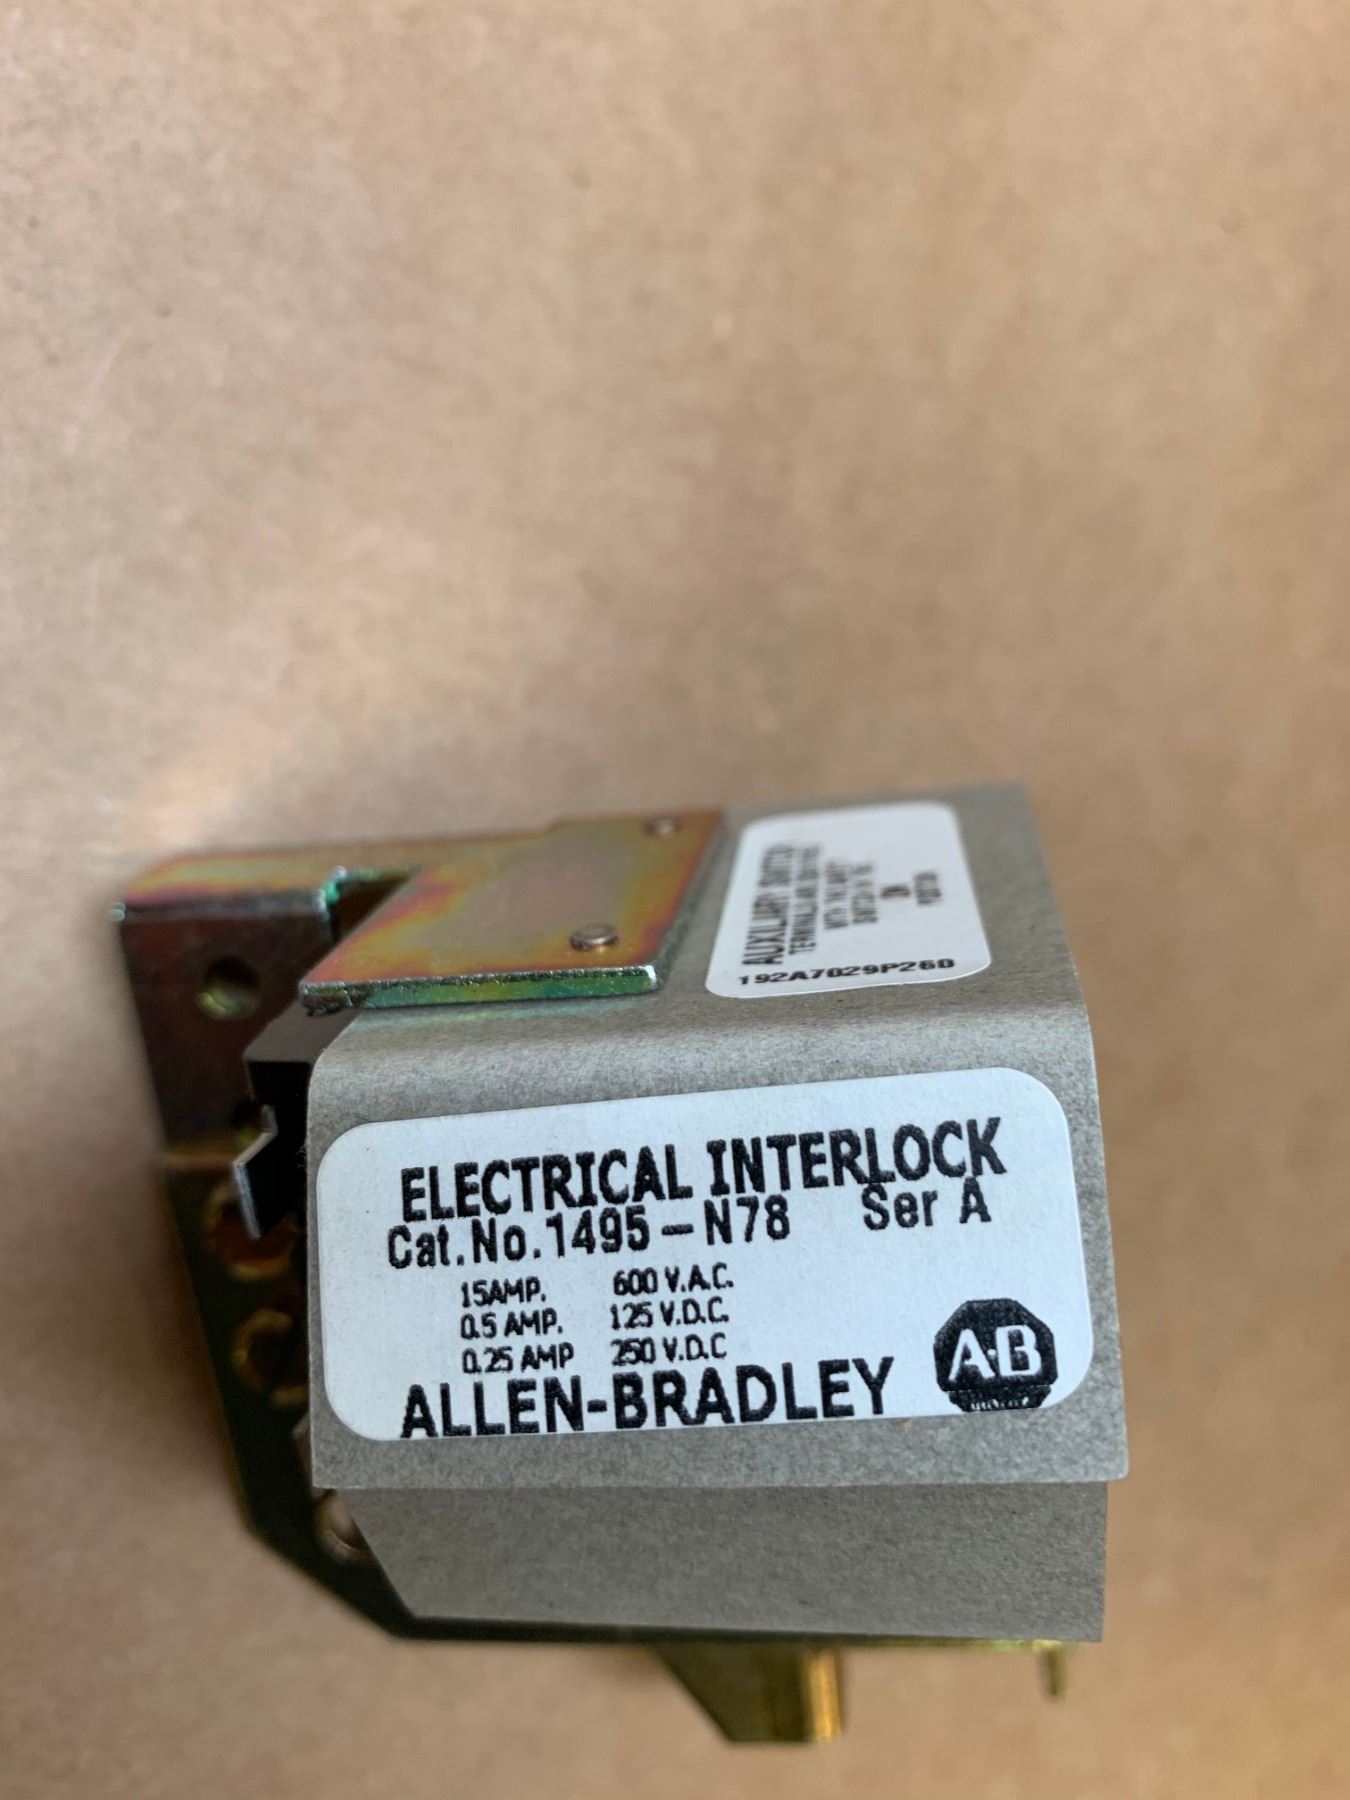 AUXILIARY SWITCH
192A7029P26D
ELECTRICAL INTERLOCK
Cat.No.1495-N78 Ser A
15AMP. 600 V.A.C.
0.5 AMP. 125 V.D.C.
0.25 AMP 250 V.D.C
ALLEN-BRADLEY
A-B